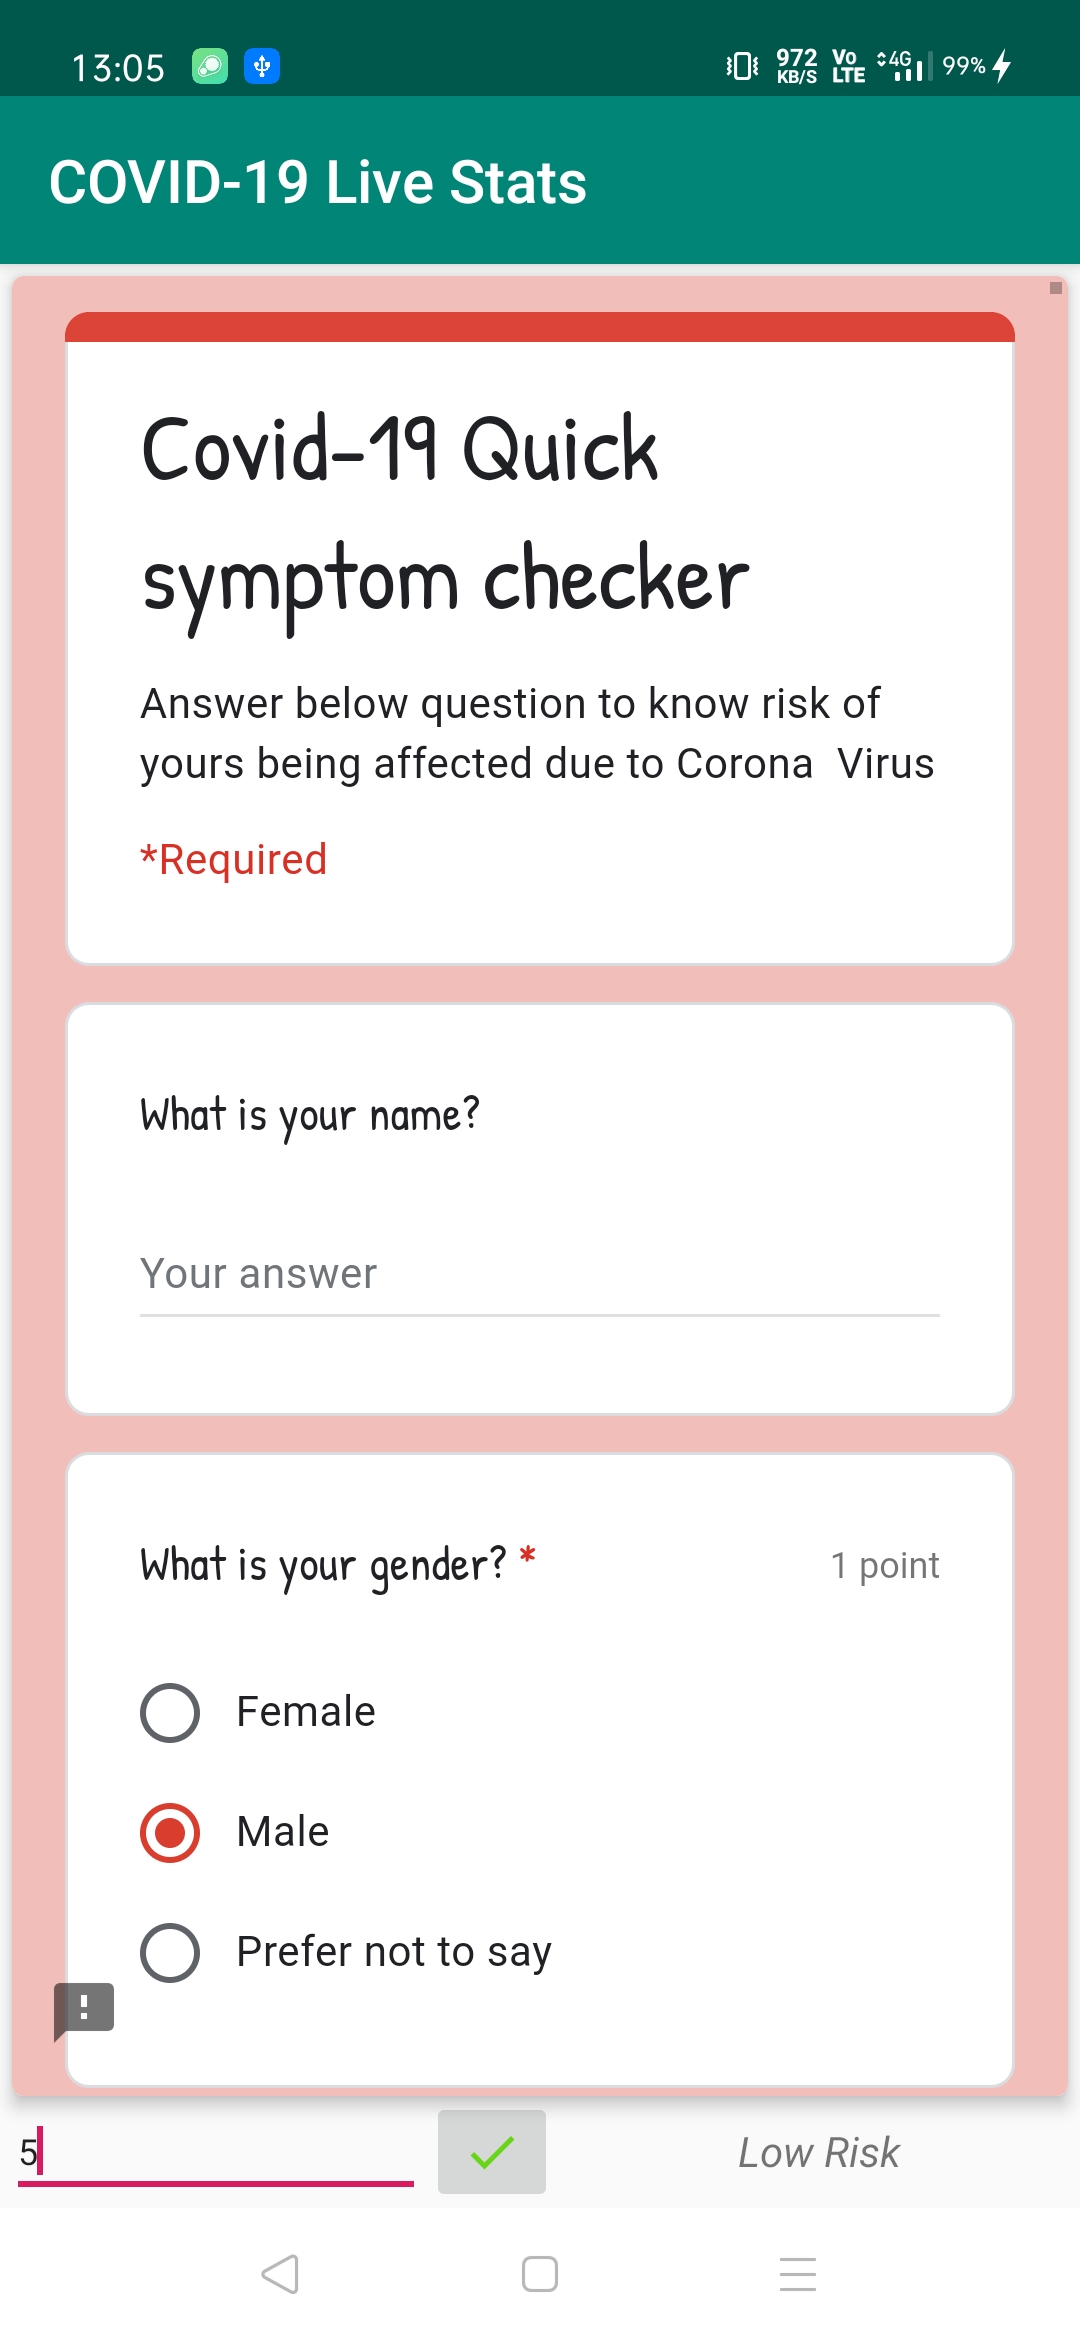 13:05
972 KB/S Vo LTE 4G 99%
COVID-19 Live Stats
Covid-19 Quick
symptom checker
Answer below question to know risk of
yours being affected due to Corona  Virus
*Required
What is your name?
Your answer
What is your gender? *
1 point
Female
Male
Prefer not to say
!
5
Low Risk